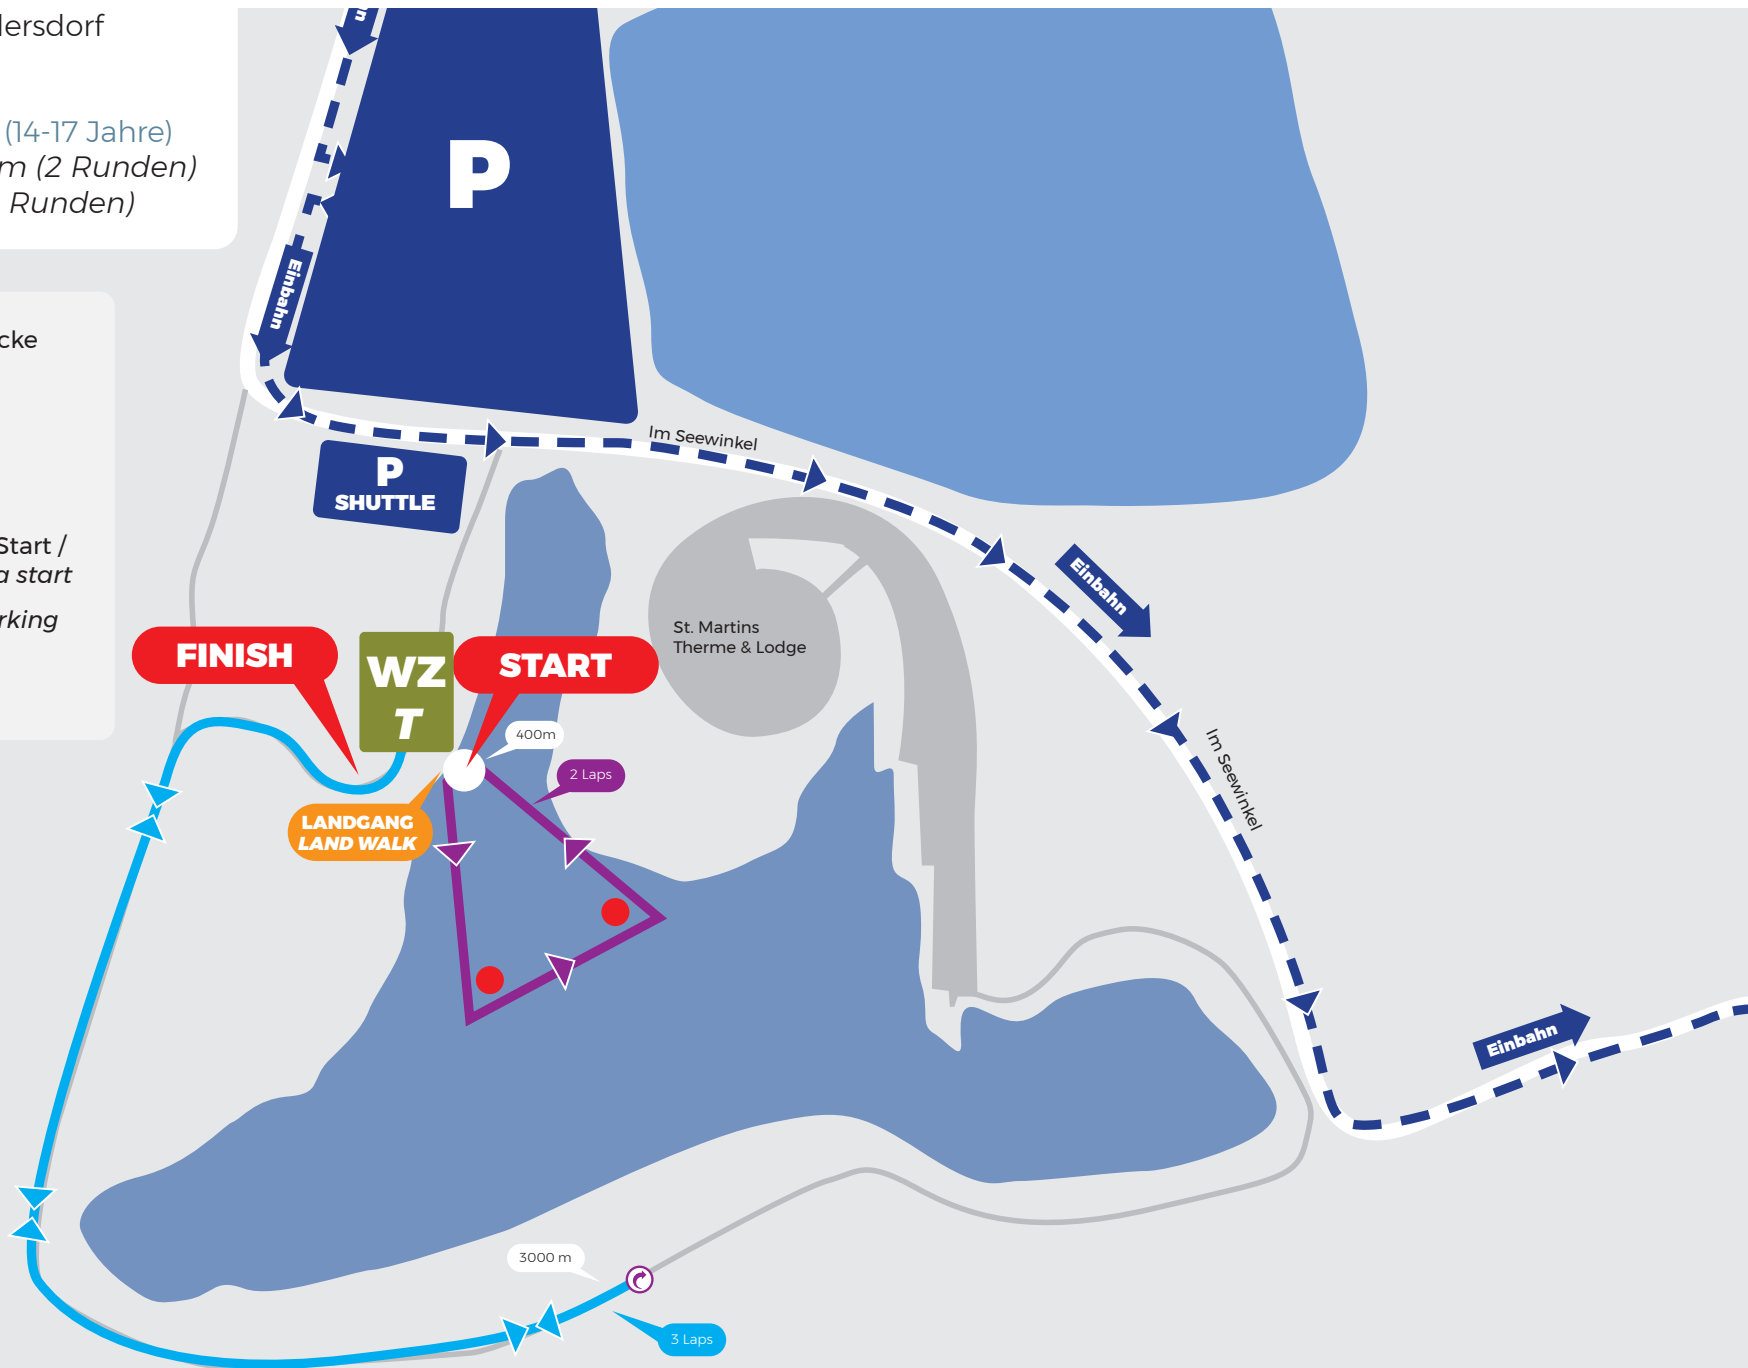 lersdorf
(14-17 Jahre)
m (2 Runden)
Runden)
P
Einbahn
cke
Im Seewinkel
P
SHUTTLE
Start /
a start
rking
Einbahn
St. Martins
Therme & Lodge
FINISH
WZ
T
START
400m
2 Laps
Im Seewinkel
LANDGANG
LAND WALK
Einbahn
3000 m
3 Laps